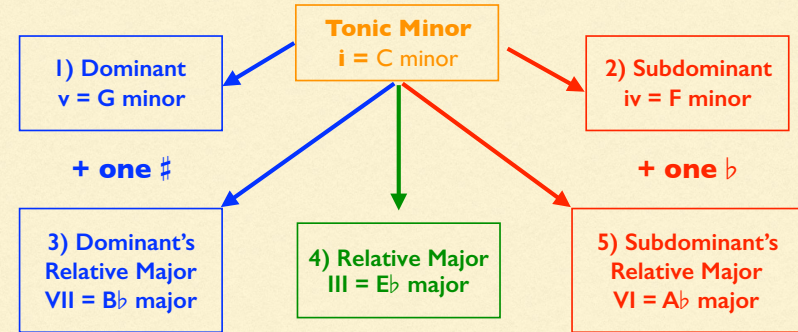 Tonic Minor
i = C minor
1) Dominant
v = G minor
2) Subdominant
iv = F minor
+ one ♯
+ one ♭
3) Dominant's
Relative Major
VII = B♭ major
4) Relative Major
III = E♭ major
5) Subdominant's
Relative Major
VI = A♭ major